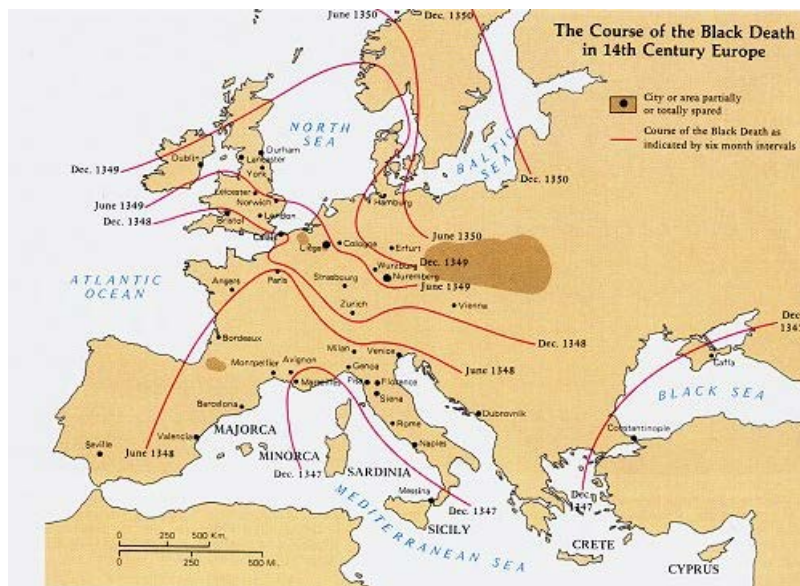 The Course of the Black Death
in 14th Century Europe
City or area partially
or totally spared
Course of the Black Death as
indicated by six month intervals
June 1350
Dec. 1350
NORTH
SEA
BALTIC
SEA
Dec. 1350
Dublin
Durham
Lancaster
York
Dec. 1349
June 1349
Dec. 1348
Leicester
Norwich
Bristol
London
Calais
Hamburg
June 1350
Liège
Cologne
Erfurt
Dec. 1349
Wurzburg
Nuremberg
June 1349
ATLANTIC
OCEAN
Angers
Paris
Strasbourg
Zurich
Vienna
Dec. 1348
Bordeaux
Milan
Venice
June 1348
Montpellier
Avignon
Genoa
Marseilles
Pisa
Florence
Siena
Barcelona
Dubrovnik
Rome
Naples
Valencia
Seville
June 1348
MAJORCA
MINORCA
Dec. 1347
SARDINIA
Messina
Dec. 1347
SICILY
MEDITERRANEAN SEA
Caffa
BLACK SEA
Constantinople
Dec.
1347
CRETE
CYPRUS
0 250 500 Km.
0 250 500 Mi.